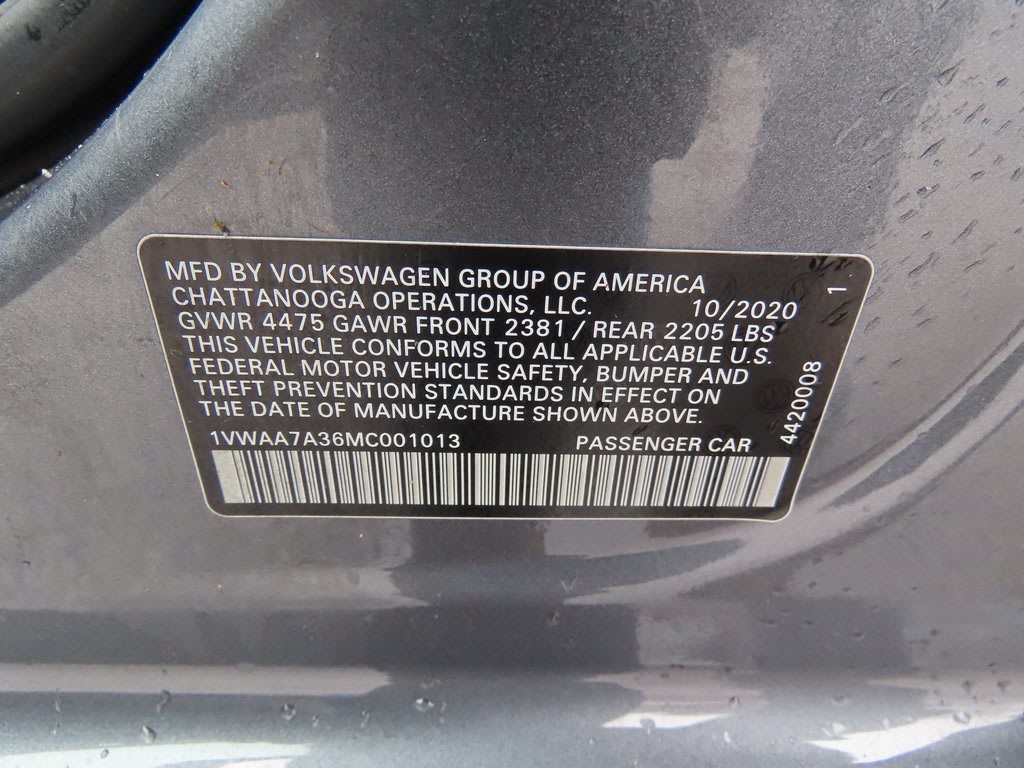 MFD BY VOLKSWAGEN GROUP OF AMERICA
CHATTANOOGA OPERATIONS, LLC. 10/2020
GVWR 4475 GAWR FRONT 2381 / REAR 2205 LBS
THIS VEHICLE CONFORMS TO ALL APPLICABLE U.S.
FEDERAL MOTOR VEHICLE SAFETY, BUMPER AND
THEFT PREVENTION STANDARDS IN EFFECT ON
THE DATE OF MANUFACTURE SHOWN ABOVE.
1VWAA7A36MC001013 PASSENGER CAR
4420008 1